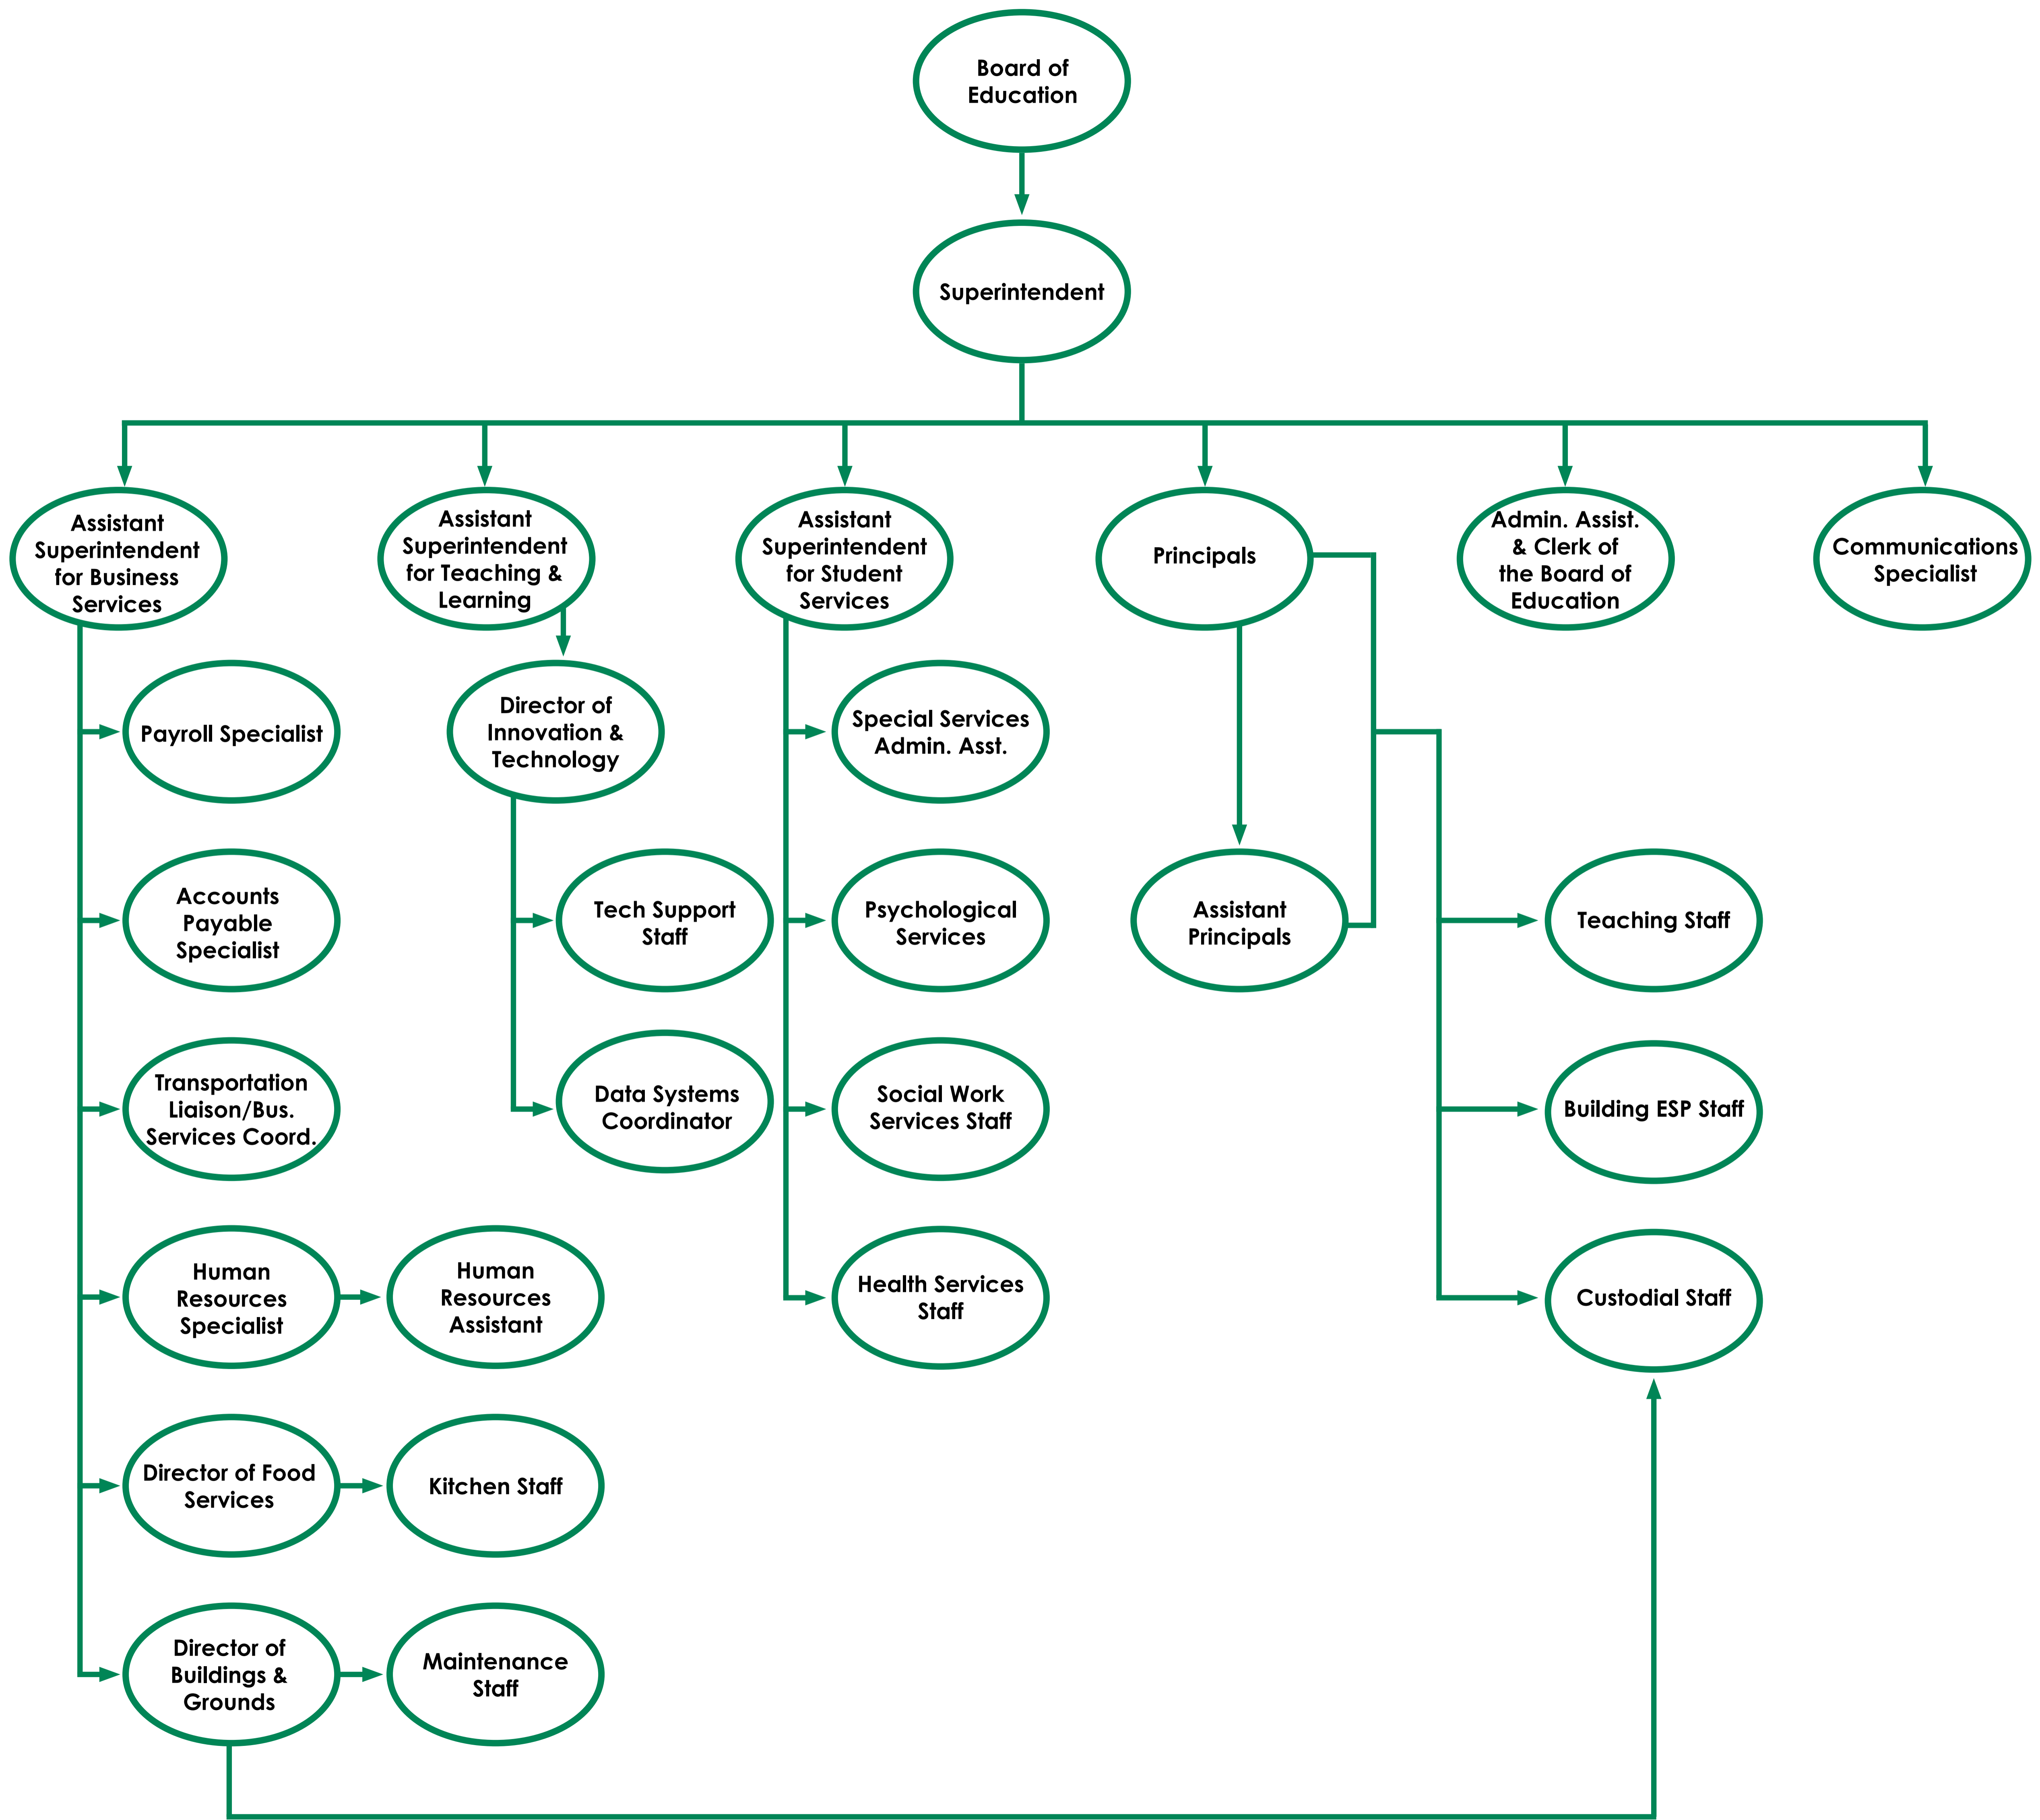 Board of
Education
Superintendent
Assistant
Superintendent
for Business
Services
Assistant
Superintendent
for Teaching &
Learning
Assistant
Superintendent
for Student
Services
Principals
Admin. Assist.
& Clerk of
the Board of
Education
Communications
Specialist
Payroll Specialist
Director of
Innovation &
Technology
Special Services
Admin. Asst.
Accounts
Payable
Specialist
Tech Support
Staff
Psychological
Services
Assistant
Principals
Teaching Staff
Transportation
Liaison/Bus.
Services Coord.
Data Systems
Coordinator
Social Work
Services Staff
Building ESP Staff
Human
Resources
Specialist
Human
Resources
Assistant
Health Services
Staff
Custodial Staff
Director of Food
Services
Kitchen Staff
Director of
Buildings &
Grounds
Maintenance
Staff